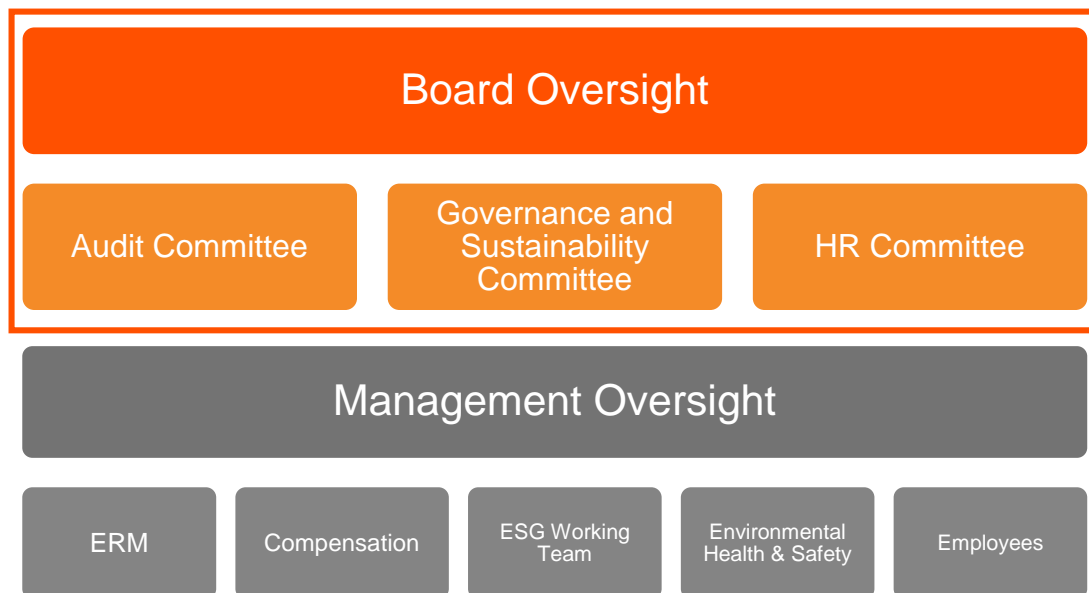 Board Oversight
Audit Committee
Governance and
Sustainability
Committee
HR Committee
Management Oversight
ERM
Compensation
ESG Working
Team
Environmental
Health & Safety
Employees